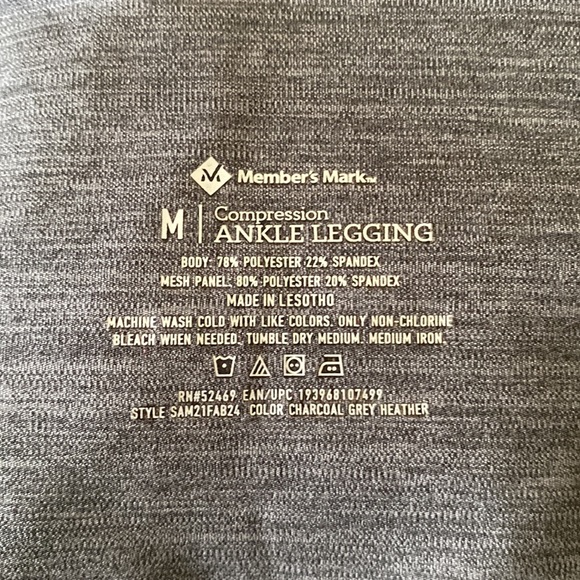 Member's Mark™
M | Compression
ANKLE LEGGING
BODY: 78% POLYESTER 22% SPANDEX
MESH PANEL: 80% POLYESTER 20% SPANDEX
MADE IN LESOTHO
MACHINE WASH COLD WITH LIKE COLORS. ONLY NON-CHLORINE
BLEACH WHEN NEEDED. TUMBLE DRY MEDIUM. MEDIUM IRON.
RN#52469 EAN/UPC 193968107499
STYLE SAM21FAB24 COLOR CHARCOAL GREY HEATHER